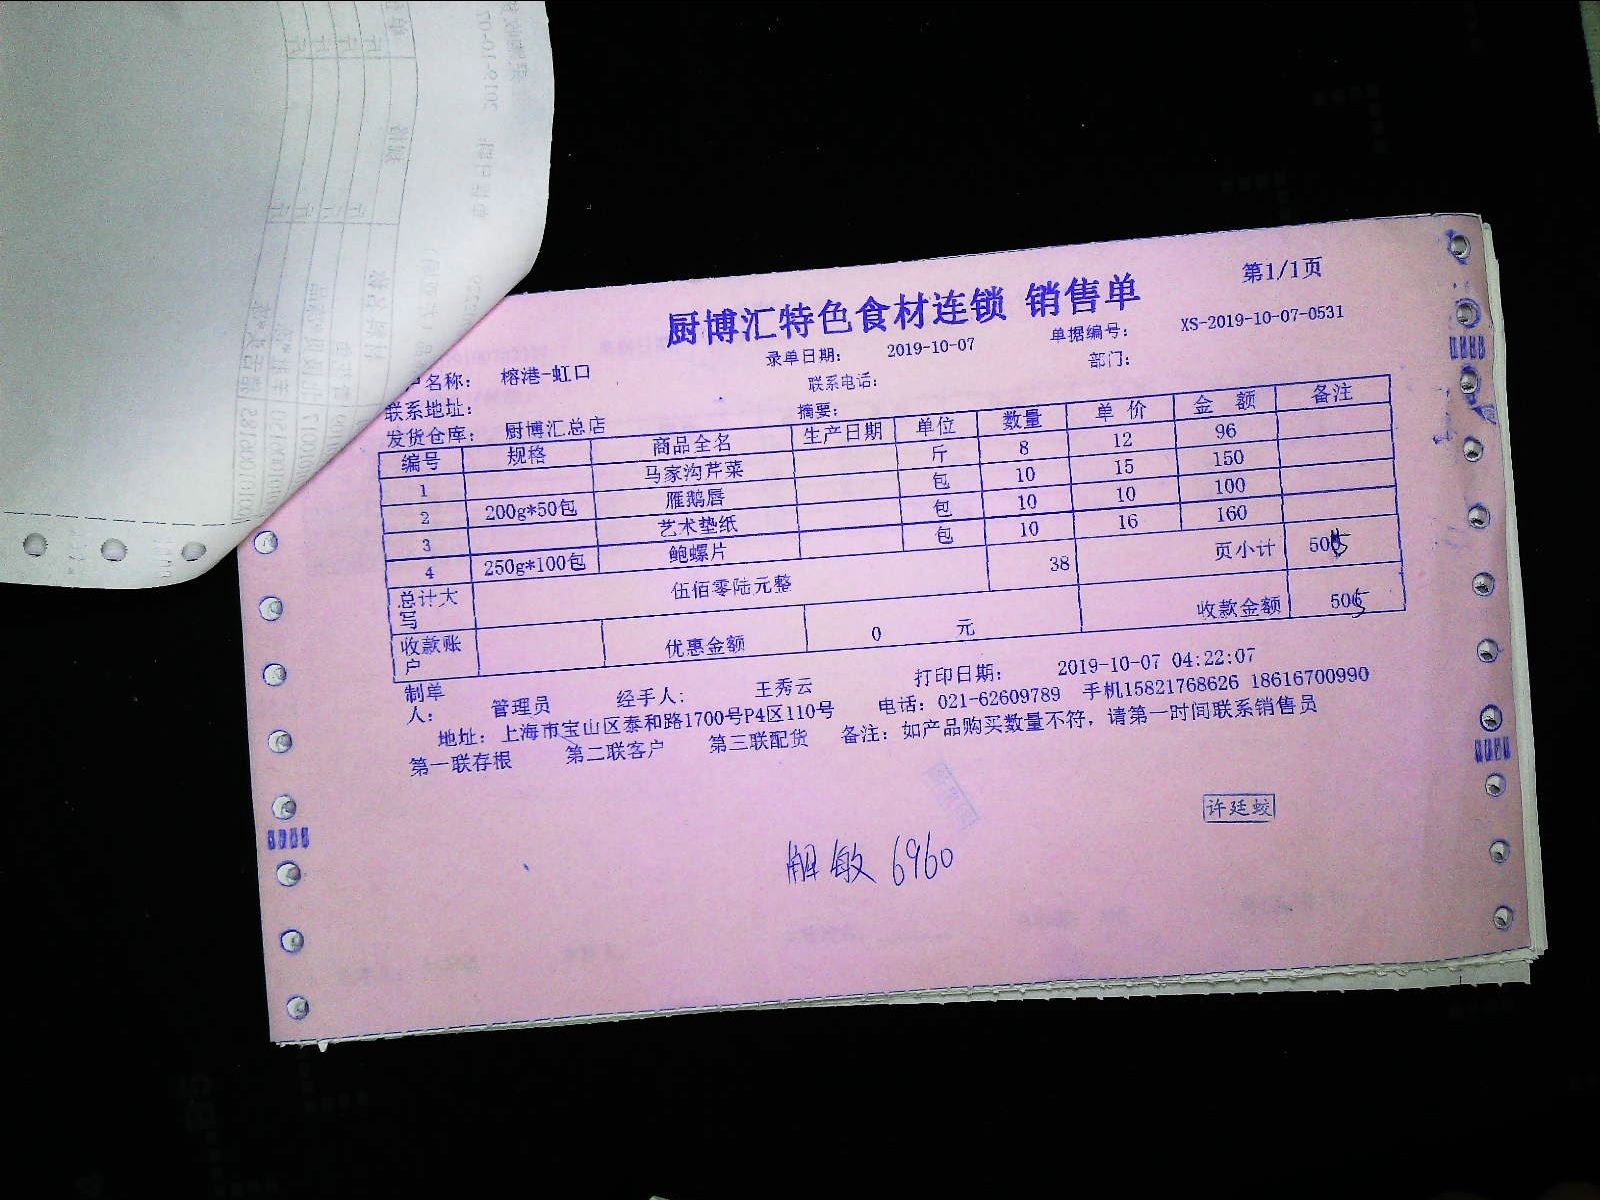 第1/1页
厨博汇特色食材连锁 销售单
录单日期： 2019-10-07 单据编号： XS-2019-10-07-0531
户名称： 榕港-虹口 联系电话： 部门：
联系地址： 摘要：
发货仓库： 厨博汇总店
编号 规格 商品全名 生产日期 单位 数量 单价 金额 备注
1 马家沟芹菜 斤 8 12 96
2 200g*50包 雁鹅唇 包 10 15 150
3 艺术垫纸 包 10 10 100
4 250g*100包 鲍螺片 包 10 16 160
总计大写 伍佰零陆元整 38 页小计 505
收款账户 优惠金额 0 元 收款金额 505
制单人： 管理员 经手人： 王秀云 打印日期： 2019-10-07 04:22:07
地址：上海市宝山区泰和路1700号P4区110号 电话：021-62609789 手机15821768626 18616700990
第一联存根 第二联客户 第三联配货 备注：如产品购买数量不符，请第一时间联系销售员
许廷蛟
解敏 6960